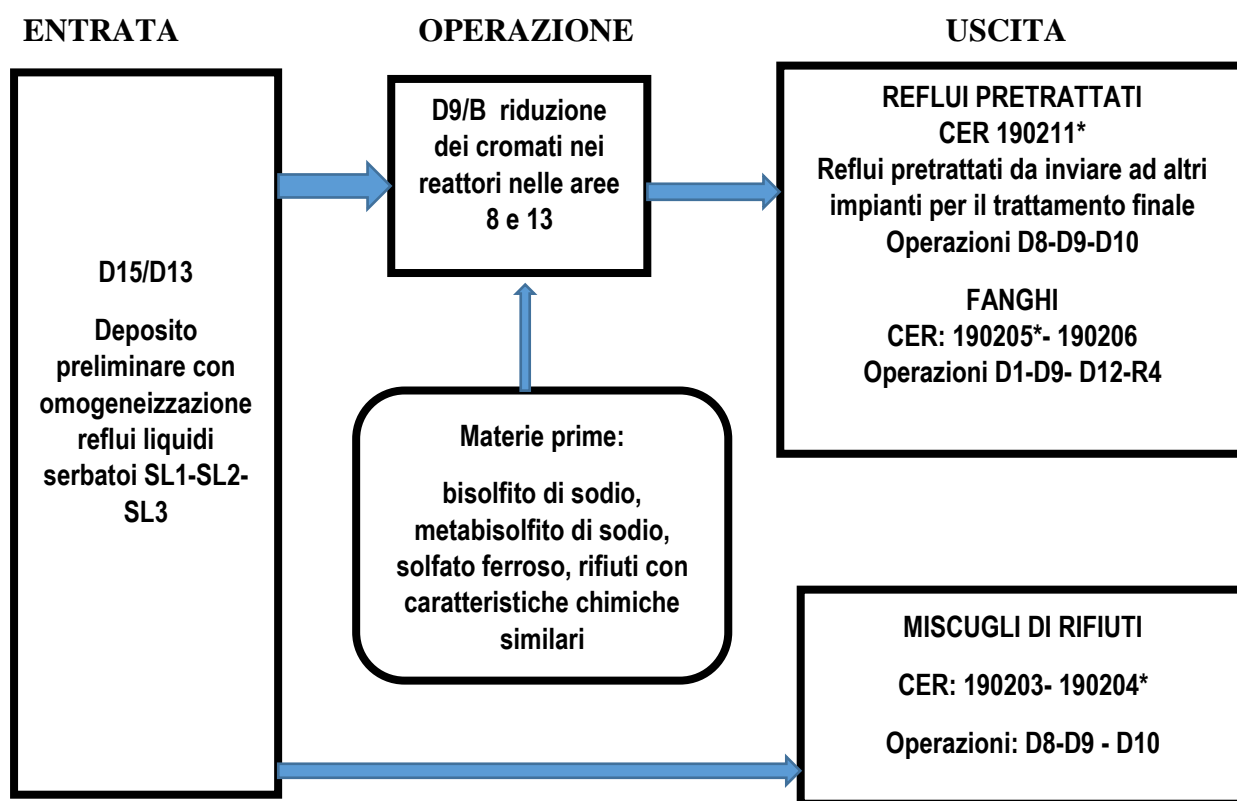 ENTRATA
OPERAZIONE
USCITA
D15/D13
Deposito
preliminare con
omogeneizzazione
reflui liquidi
serbatoi SL1-SL2-
SL3
D9/B riduzione
dei cromati nei
reattori nelle aree
8 e 13
Materie prime:
bisolfito di sodio,
metabisolfito di sodio,
solfato ferroso, rifiuti con
caratteristiche chimiche
similari
REFLUI PRETRATTATI
CER 190211*
Reflui pretrattati da inviare ad altri
impianti per il trattamento finale
Operazioni D8-D9-D10
FANGHI
CER: 190205*- 190206
Operazioni D1-D9- D12-R4
MISCUGLI DI RIFIUTI
CER: 190203- 190204*
Operazioni: D8-D9 - D10